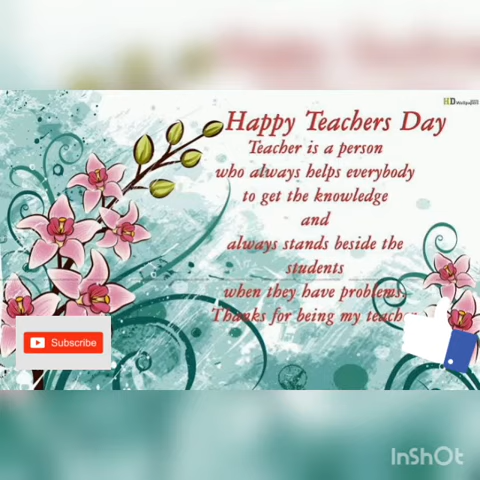 Happy Teachers Day
Teacher is a person
who always helps everybody
to get the knowledge
and
always stands beside the
students
when they have problems.
Thanks for being my teacher
Subscribe
InShOt